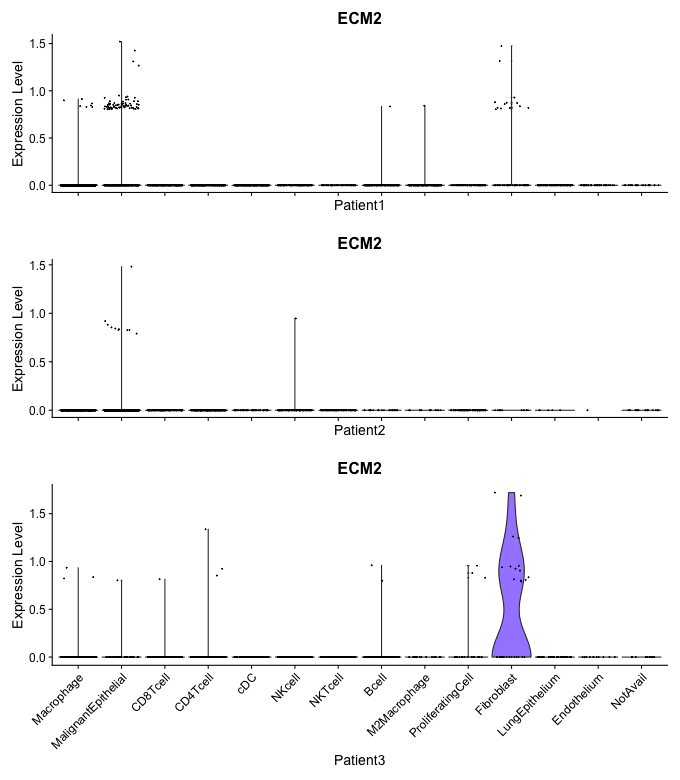 ECM2
Expression Level
1.5
1.0
0.5
0.0
Patient1
ECM2
Expression Level
1.5
1.0
0.5
0.0
Patient2
ECM2
Expression Level
1.5
1.0
0.5
0.0
Macrophage
MalignantEpithelial
CD8Tcell
CD4Tcell
cDC
NKcell
NKTcell
Bcell
M2Macrophage
ProliferatingCell
Fibroblast
LungEpithelium
Endothelium
NotAvail
Patient3